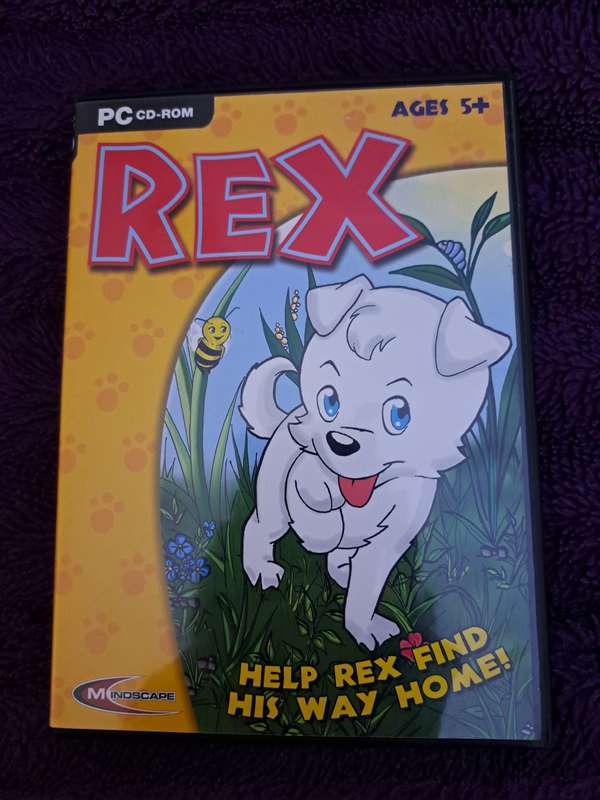 PC CD-ROM
AGES 5+
REX
HELP REX FIND
HIS WAY HOME!
MINDSCAPE